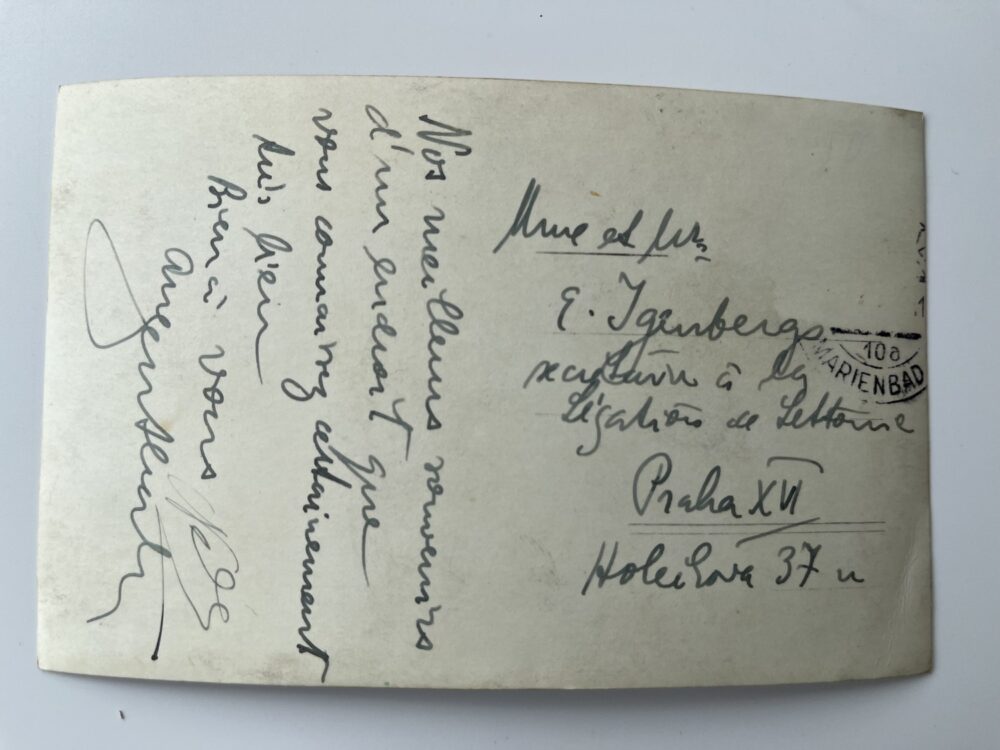 Nos meilleurs souvenirs
d'un endroit que
vous connaissez certainement
très bien
Bien à vous
Mme et Mr.
E. Igenbergs
secrétaire à la
Légation de Lettonie
Praha XVI
Holečkova 37
108
MARIENBAD